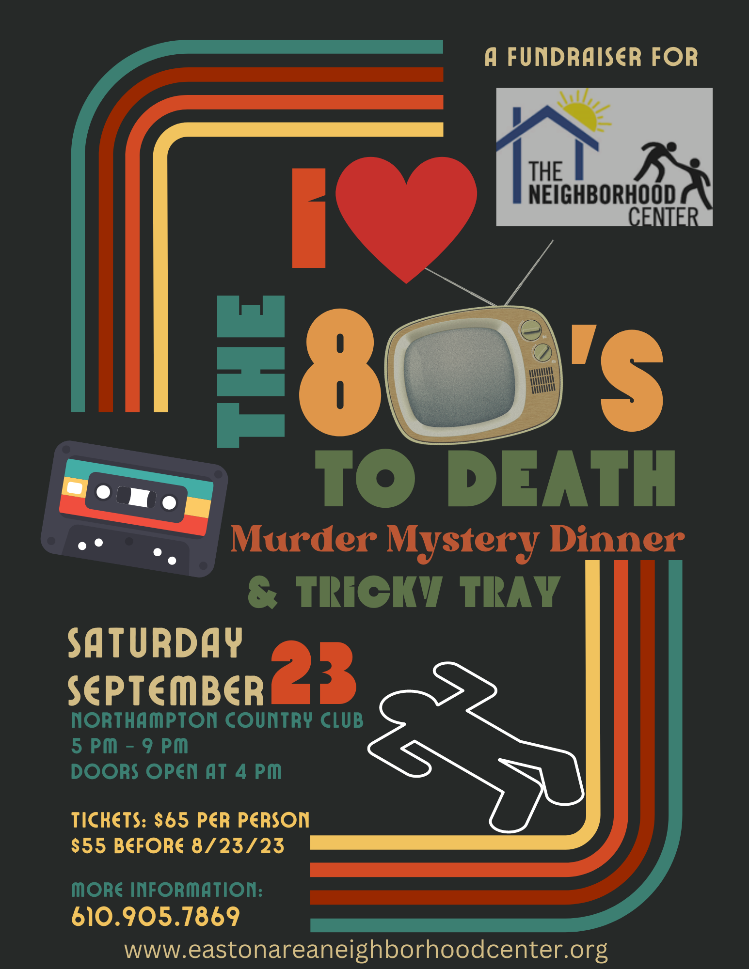 A FUNDRAISER FOR
THE
NEIGHBORHOOD
CENTER
I
THE
80'S
TO DEATH
Murder Mystery Dinner
& TRICKY TRAY
SATURDAY
SEPTEMBER 23
NORTHAMPTON COUNTRY CLUB
5 PM - 9 PM
DOORS OPEN AT 4 PM
TICKETS: $65 PER PERSON
$55 BEFORE 8/23/23
MORE INFORMATION:
610.905.7869
www.eastonareaneighborhoodcenter.org